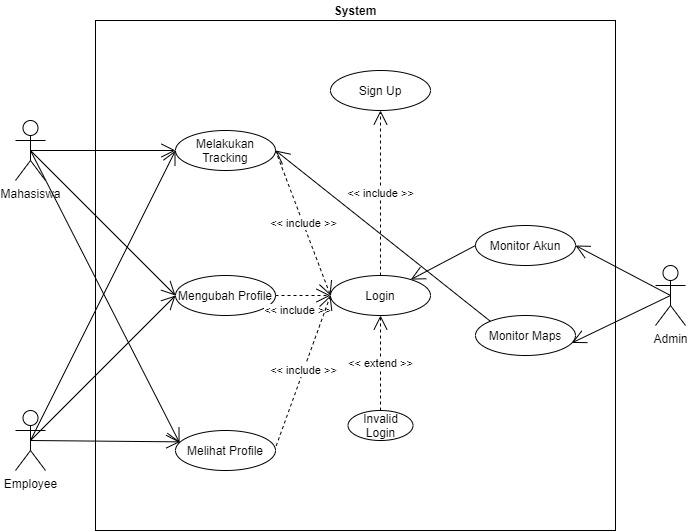 System
Sign Up
Melakukan
Tracking
Mahasiswa
<< include >>
<< include >>
Monitor Akun
Mengubah Profile
Login
<< include >>
Monitor Maps
Admin
<< extend >>
<< include >>
Invalid
Login
Melihat Profile
Employee